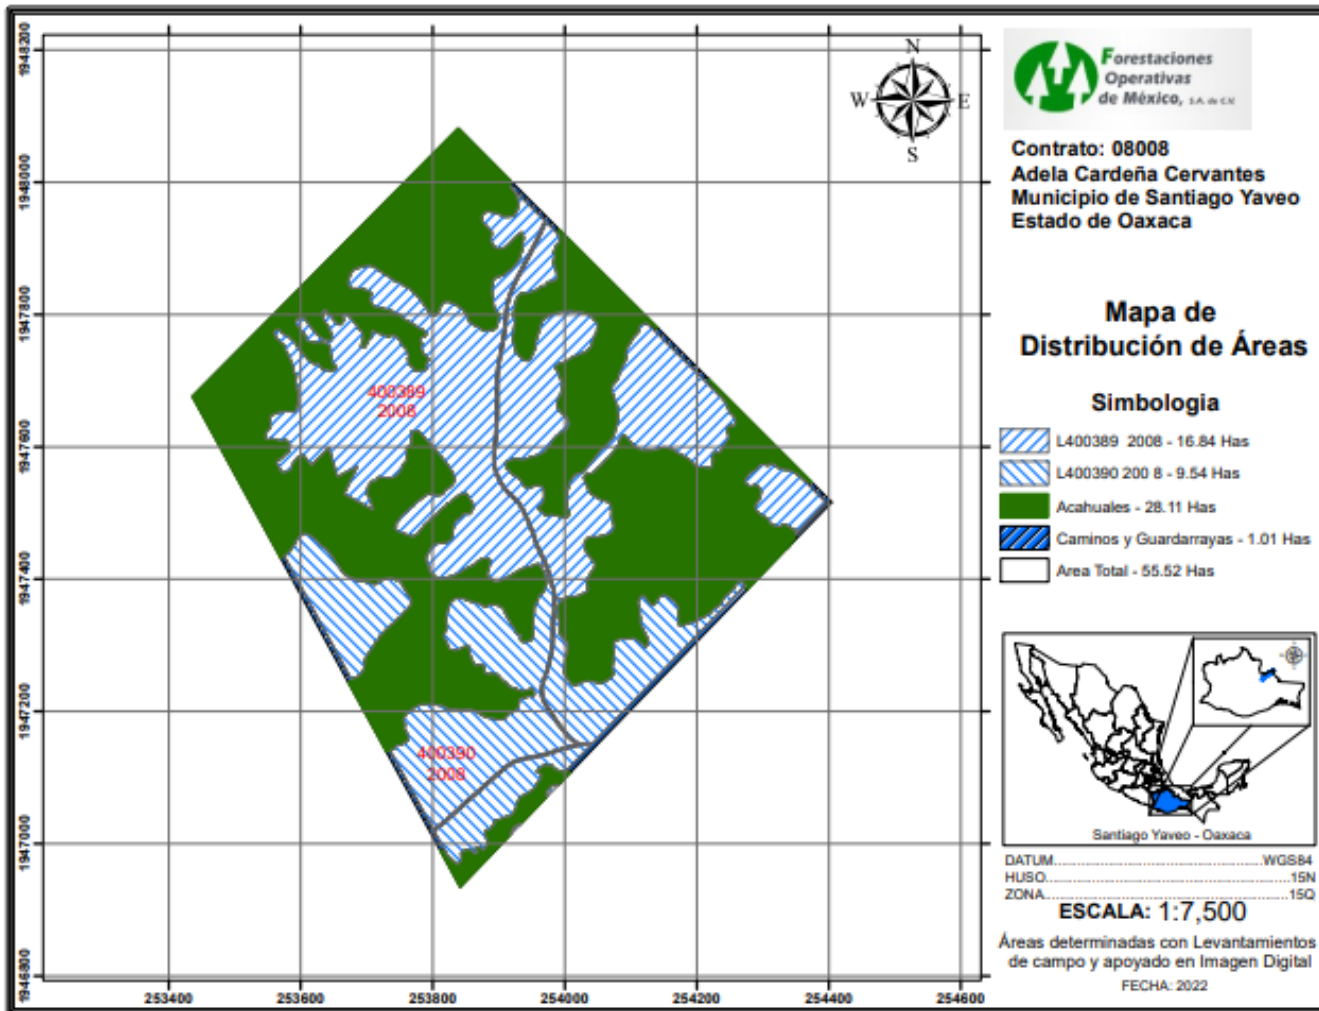 1948200
1948000
1947800
1947600
1947400
1947200
1947000
1946800
253400 253600 253800 254000 254200 254400 254600
N
W E
S
400389
2008
400390
2008
Forestaciones
Operativas
de México, S.A. de C.V.
Contrato: 08008
Adela Cardeña Cervantes
Municipio de Santiago Yaveo
Estado de Oaxaca
Mapa de
Distribución de Áreas
Simbologia
L400389 2008 - 16.84 Has
L400390 200 8 - 9.54 Has
Acahuales - 28.11 Has
Caminos y Guardarrayas - 1.01 Has
Area Total - 55.52 Has
Santiago Yaveo - Oaxaca
DATUM..........................................................WGS84
HUSO..................................................................15N
ZONA..................................................................15Q
ESCALA: 1:7,500
Áreas determinadas con Levantamientos
de campo y apoyado en Imagen Digital
FECHA: 2022